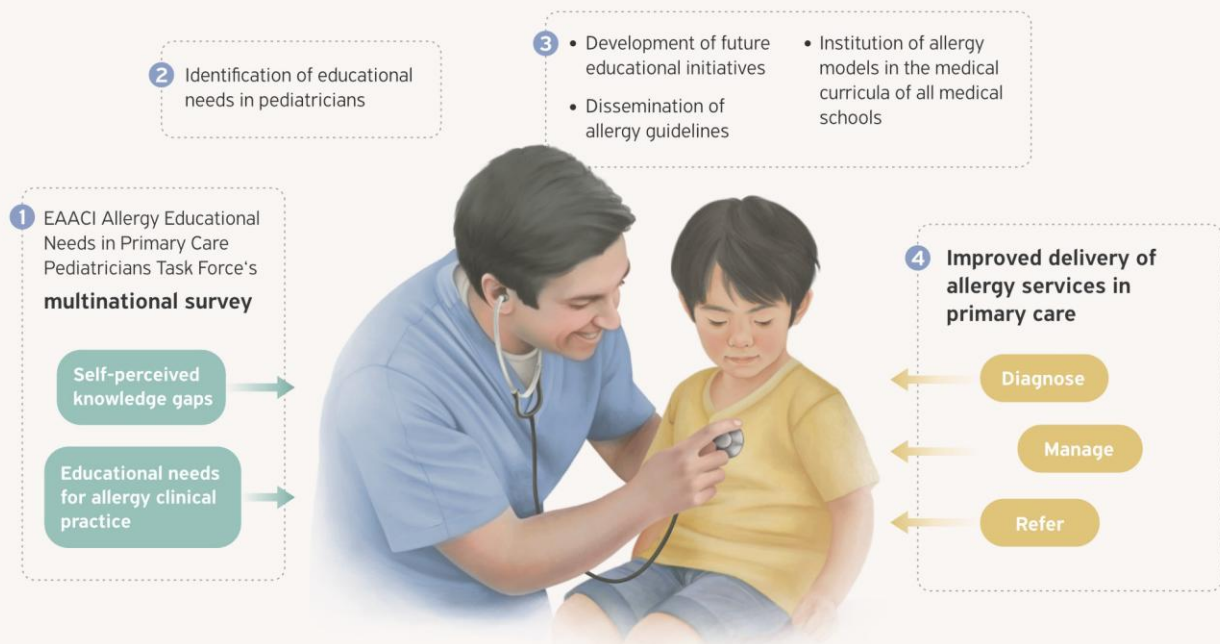 1
EAACI Allergy Educational
Needs in Primary Care
Pediatricians Task Force's
multinational survey
Self-perceived
knowledge gaps
Educational needs
for allergy clinical
practice
2
Identification of educational
needs in pediatricians
3
• Development of future
educational initiatives
• Dissemination of
allergy guidelines
• Institution of allergy
models in the medical
curricula of all medical
schools
4
Improved delivery of
allergy services in
primary care
Diagnose
Manage
Refer